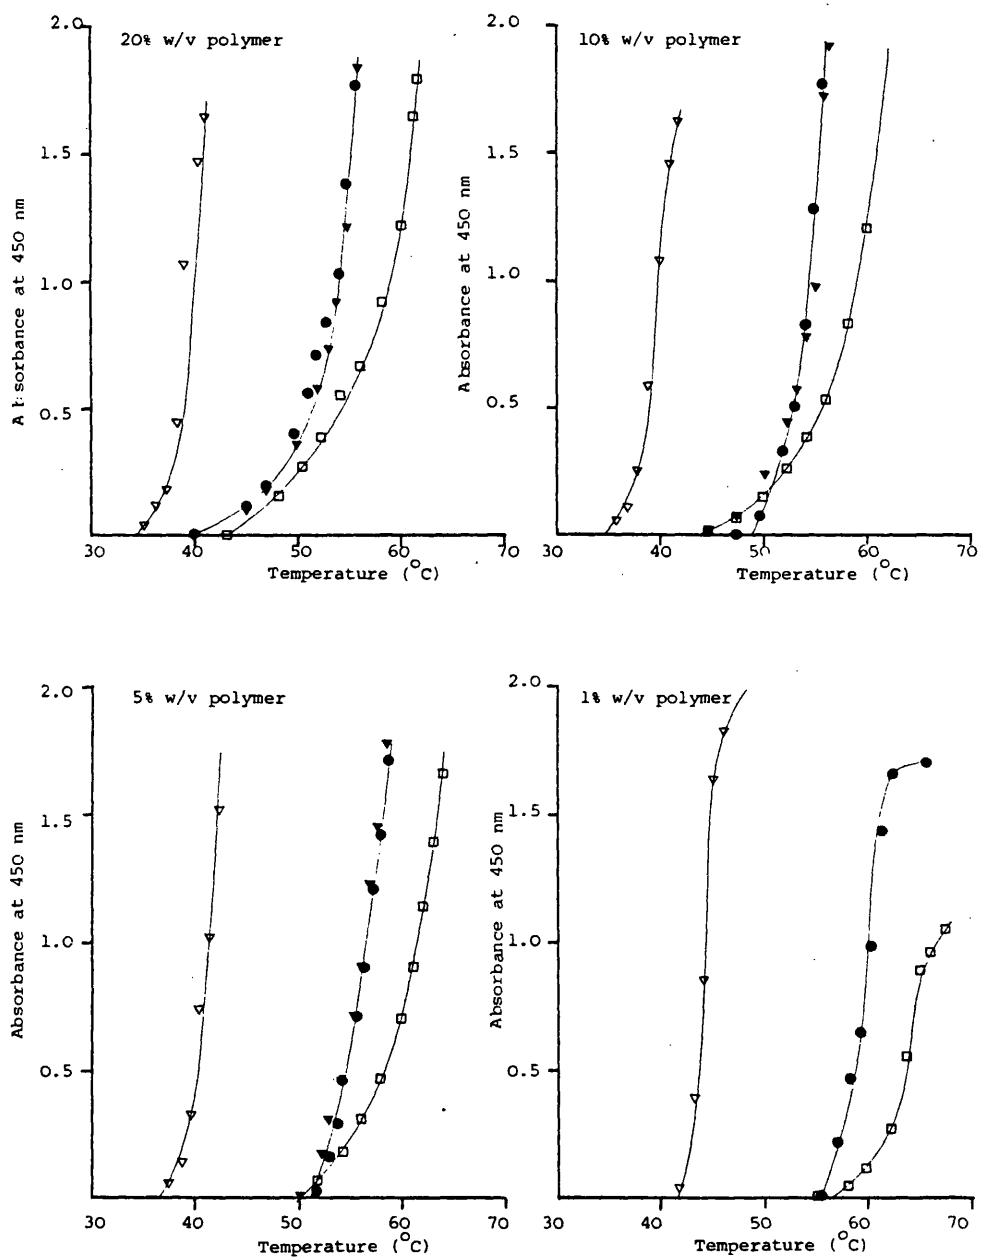 20% w/v polymer
2.0
1.5
1.0
0.5
Absorbance at 450 nm
30 40 50 60 70
Temperature (°C)
10% w/v polymer
2.0
1.5
1.0
0.5
Absorbance at 450 nm
30 40 50 60 70
Temperature (°C)
5% w/v polymer
2.0
1.5
1.0
0.5
Absorbance at 450 nm
30 40 50 60 70
Temperature (°C)
1% w/v polymer
2.0
1.5
1.0
0.5
Absorbance at 450 nm
30 40 50 60 70
Temperature (°C)